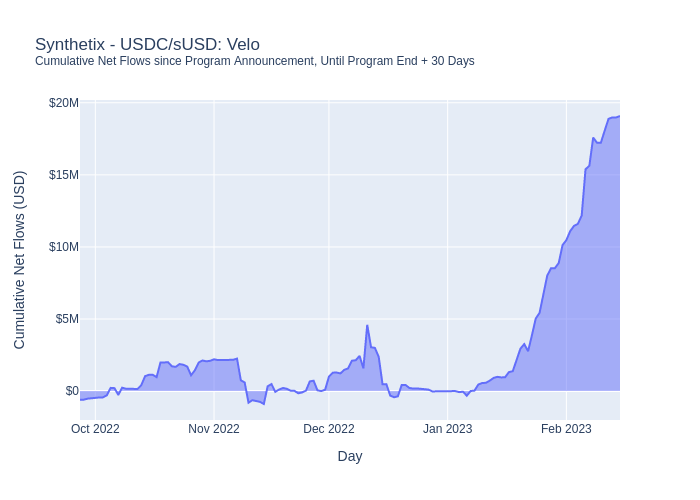 Synthetix - USDC/sUSD: Velo
Cumulative Net Flows since Program Announcement, Until Program End + 30 Days
Cumulative Net Flows (USD)
$20M
$15M
$10M
$5M
$0
Oct 2022
Nov 2022
Dec 2022
Jan 2023
Feb 2023
Day